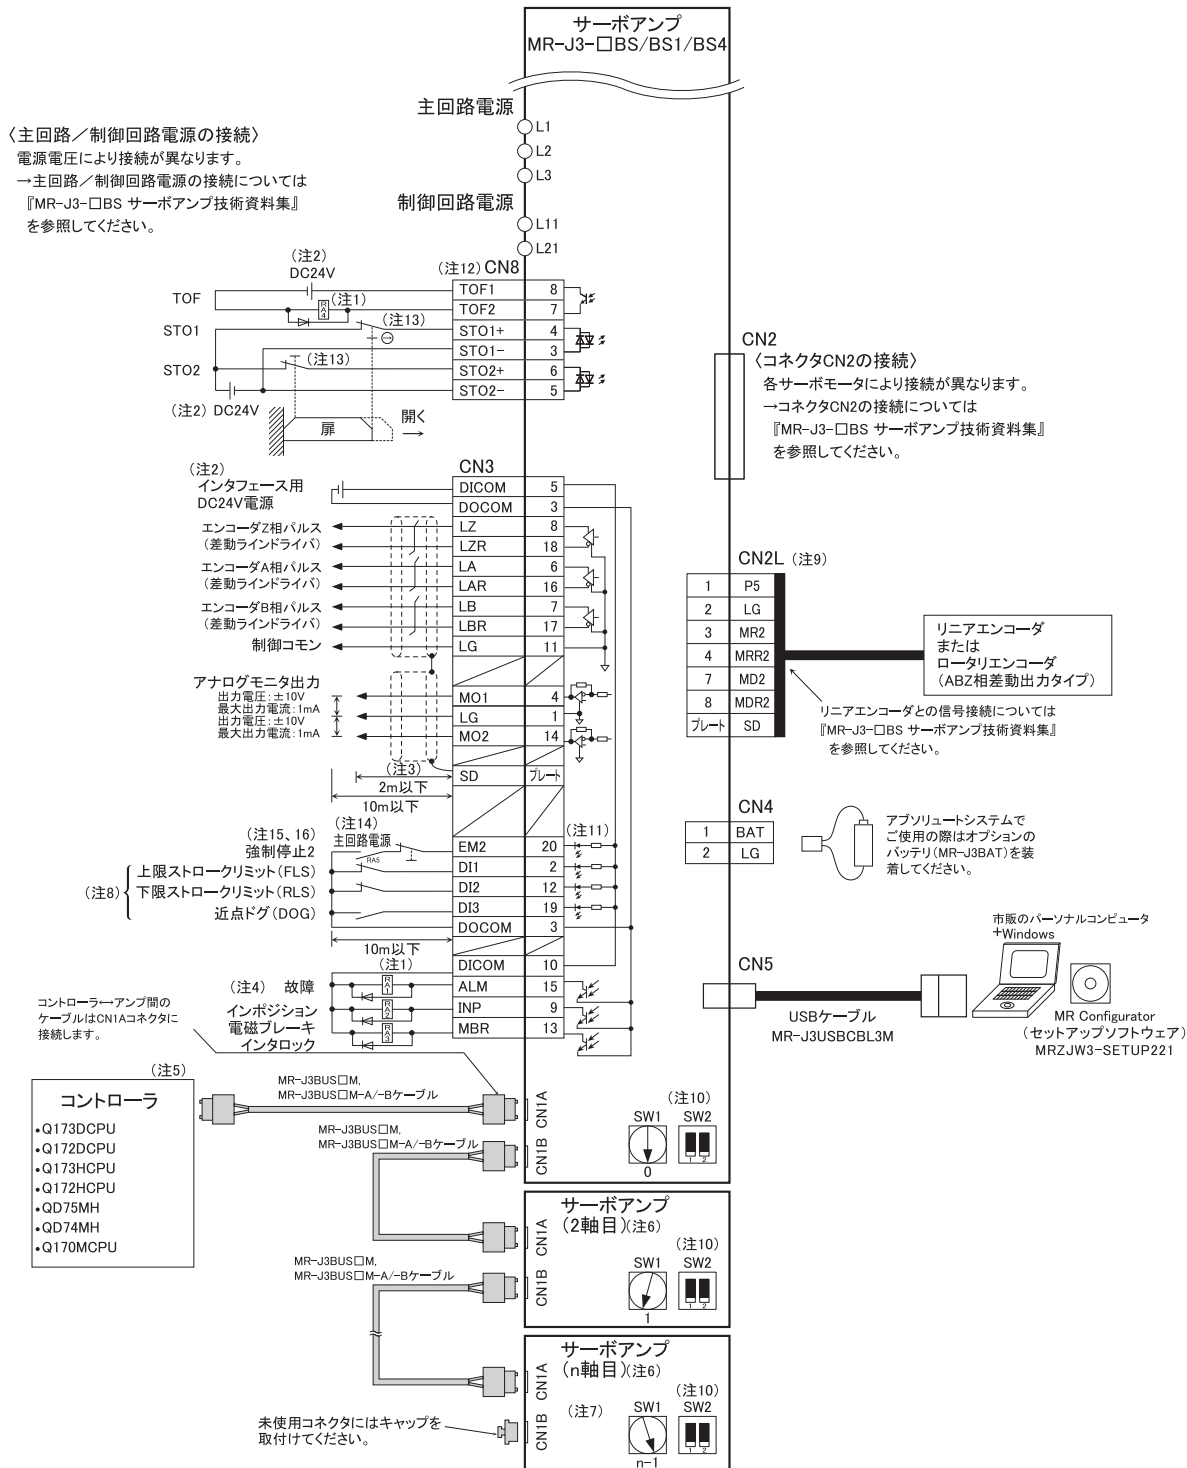 サーボアンプ
MR-J3-□BS/BS1/BS4
主回路電源
L1
L2
L3
〈主回路／制御回路電源の接続〉
電源電圧により接続が異なります。
→主回路／制御回路電源の接続については
『MR-J3-□BS サーボアンプ技術資料集』
を参照してください。
制御回路電源
L11
L21
(注2)
DC24V
(注12) CN8
TOF
RA4
(注1)
TOF1 8
TOF2 7
STO1
(注13)
STO1+ 4
STO1- 3
STO2
(注13)
STO2+ 6
STO2- 5
(注2) DC24V
扉
開く
CN2
〈コネクタCN2の接続〉
各サーボモータにより接続が異なります。
→コネクタCN2の接続については
『MR-J3-□BS サーボアンプ技術資料集』
を参照してください。
CN3
(注2)
インタフェース用
DC24V電源
DICOM 5
DOCOM 3
エンコーダZ相パルス
(差動ラインドライバ)
LZ 8
LZR 18
エンコーダA相パルス
(差動ラインドライバ)
LA 6
LAR 16
エンコーダB相パルス
(差動ラインドライバ)
LB 7
LBR 17
制御コモン
LG 11
アナログモニタ出力
出力電圧:±10V
最大出力電流:1mA
出力電圧:±10V
最大出力電流:1mA
MO1 4
LG 1
MO2 14
(注3)
2m以下
SD プレート
10m以下
(注15、16)
強制停止2
(注14)
主回路電源
RA5
(注11)
EM2 20
(注8)
上限ストロークリミット(FLS)
DI1 2
下限ストロークリミット(RLS)
DI2 12
近点ドグ(DOG)
DI3 19
DOCOM 3
10m以下
(注1)
DICOM 10
(注4) 故障
RA1
ALM 15
インポジション
RA2
INP 9
電磁ブレーキ
インタロック
RA3
MBR 13
CN2L (注9)
1 P5
2 LG
3 MR2
4 MRR2
7 MD2
8 MDR2
プレート SD
リニアエンコーダ
または
ロータリエンコーダ
(ABZ相差動出力タイプ)
リニアエンコーダとの信号接続については
『MR-J3-□BS サーボアンプ技術資料集』
を参照してください。
CN4
1 BAT
2 LG
アブソリュートシステムで
ご使用の際はオプションの
バッテリ(MR-J3BAT)を装
着してください。
CN5
USBケーブル
MR-J3USBCBL3M
市販のパーソナルコンピュータ
+Windows
MR Configurator
(セットアップソフトウェア)
MRZJW3-SETUP221
コントローラ↔アンプ間の
ケーブルはCN1Aコネクタに
接続します。
(注5)
コントローラ
•Q173DCPU
•Q172DCPU
•Q173HCPU
•Q172HCPU
•QD75MH
•QD74MH
•Q170MCPU
MR-J3BUS□M,
MR-J3BUS□M-A/-Bケーブル
CN1A
MR-J3BUS□M,
MR-J3BUS□M-A/-Bケーブル
CN1B
(注10)
SW1 SW2
0
1 2
サーボアンプ
(2軸目)(注6)
CN1A
(注10)
SW1 SW2
1
1 2
MR-J3BUS□M,
MR-J3BUS□M-A/-Bケーブル
CN1B
サーボアンプ
(n軸目)(注6)
CN1A
(注10)
SW1 SW2
n-1
1 2
(注7)
CN1B
未使用コネクタにはキャップを
取付けてください。